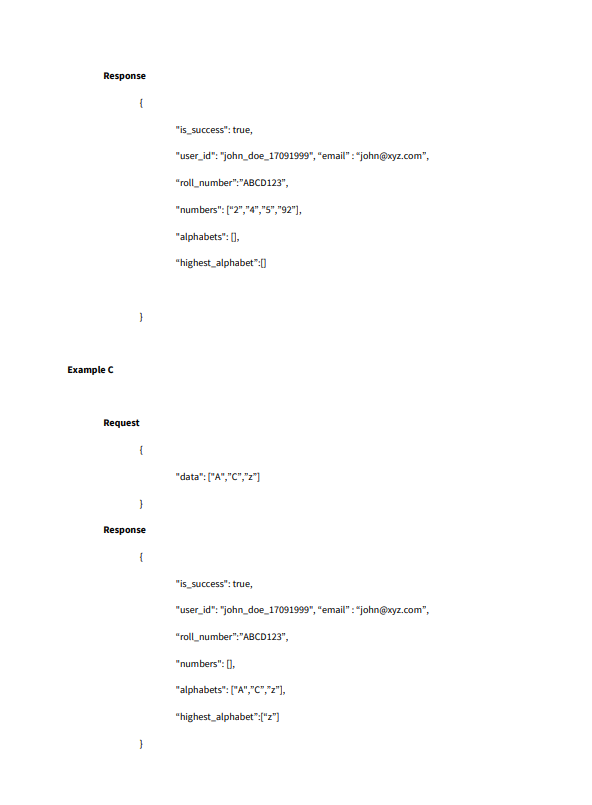 Response
{
"is_success": true,
"user_id": "john_doe_17091999", “email” : “john@xyz.com”,
“roll_number”:”ABCD123”,
"numbers": [“2”,”4”,”5”,”92”],
"alphabets": [],
“highest_alphabet”:[]
}
Example C
Request
{
"data": ["A",”C”,”z”]
}
Response
{
"is_success": true,
"user_id": "john_doe_17091999", “email” : “john@xyz.com”,
“roll_number”:”ABCD123”,
"numbers": [],
"alphabets": ["A",”C”,”z”],
“highest_alphabet”:[“z”]
}